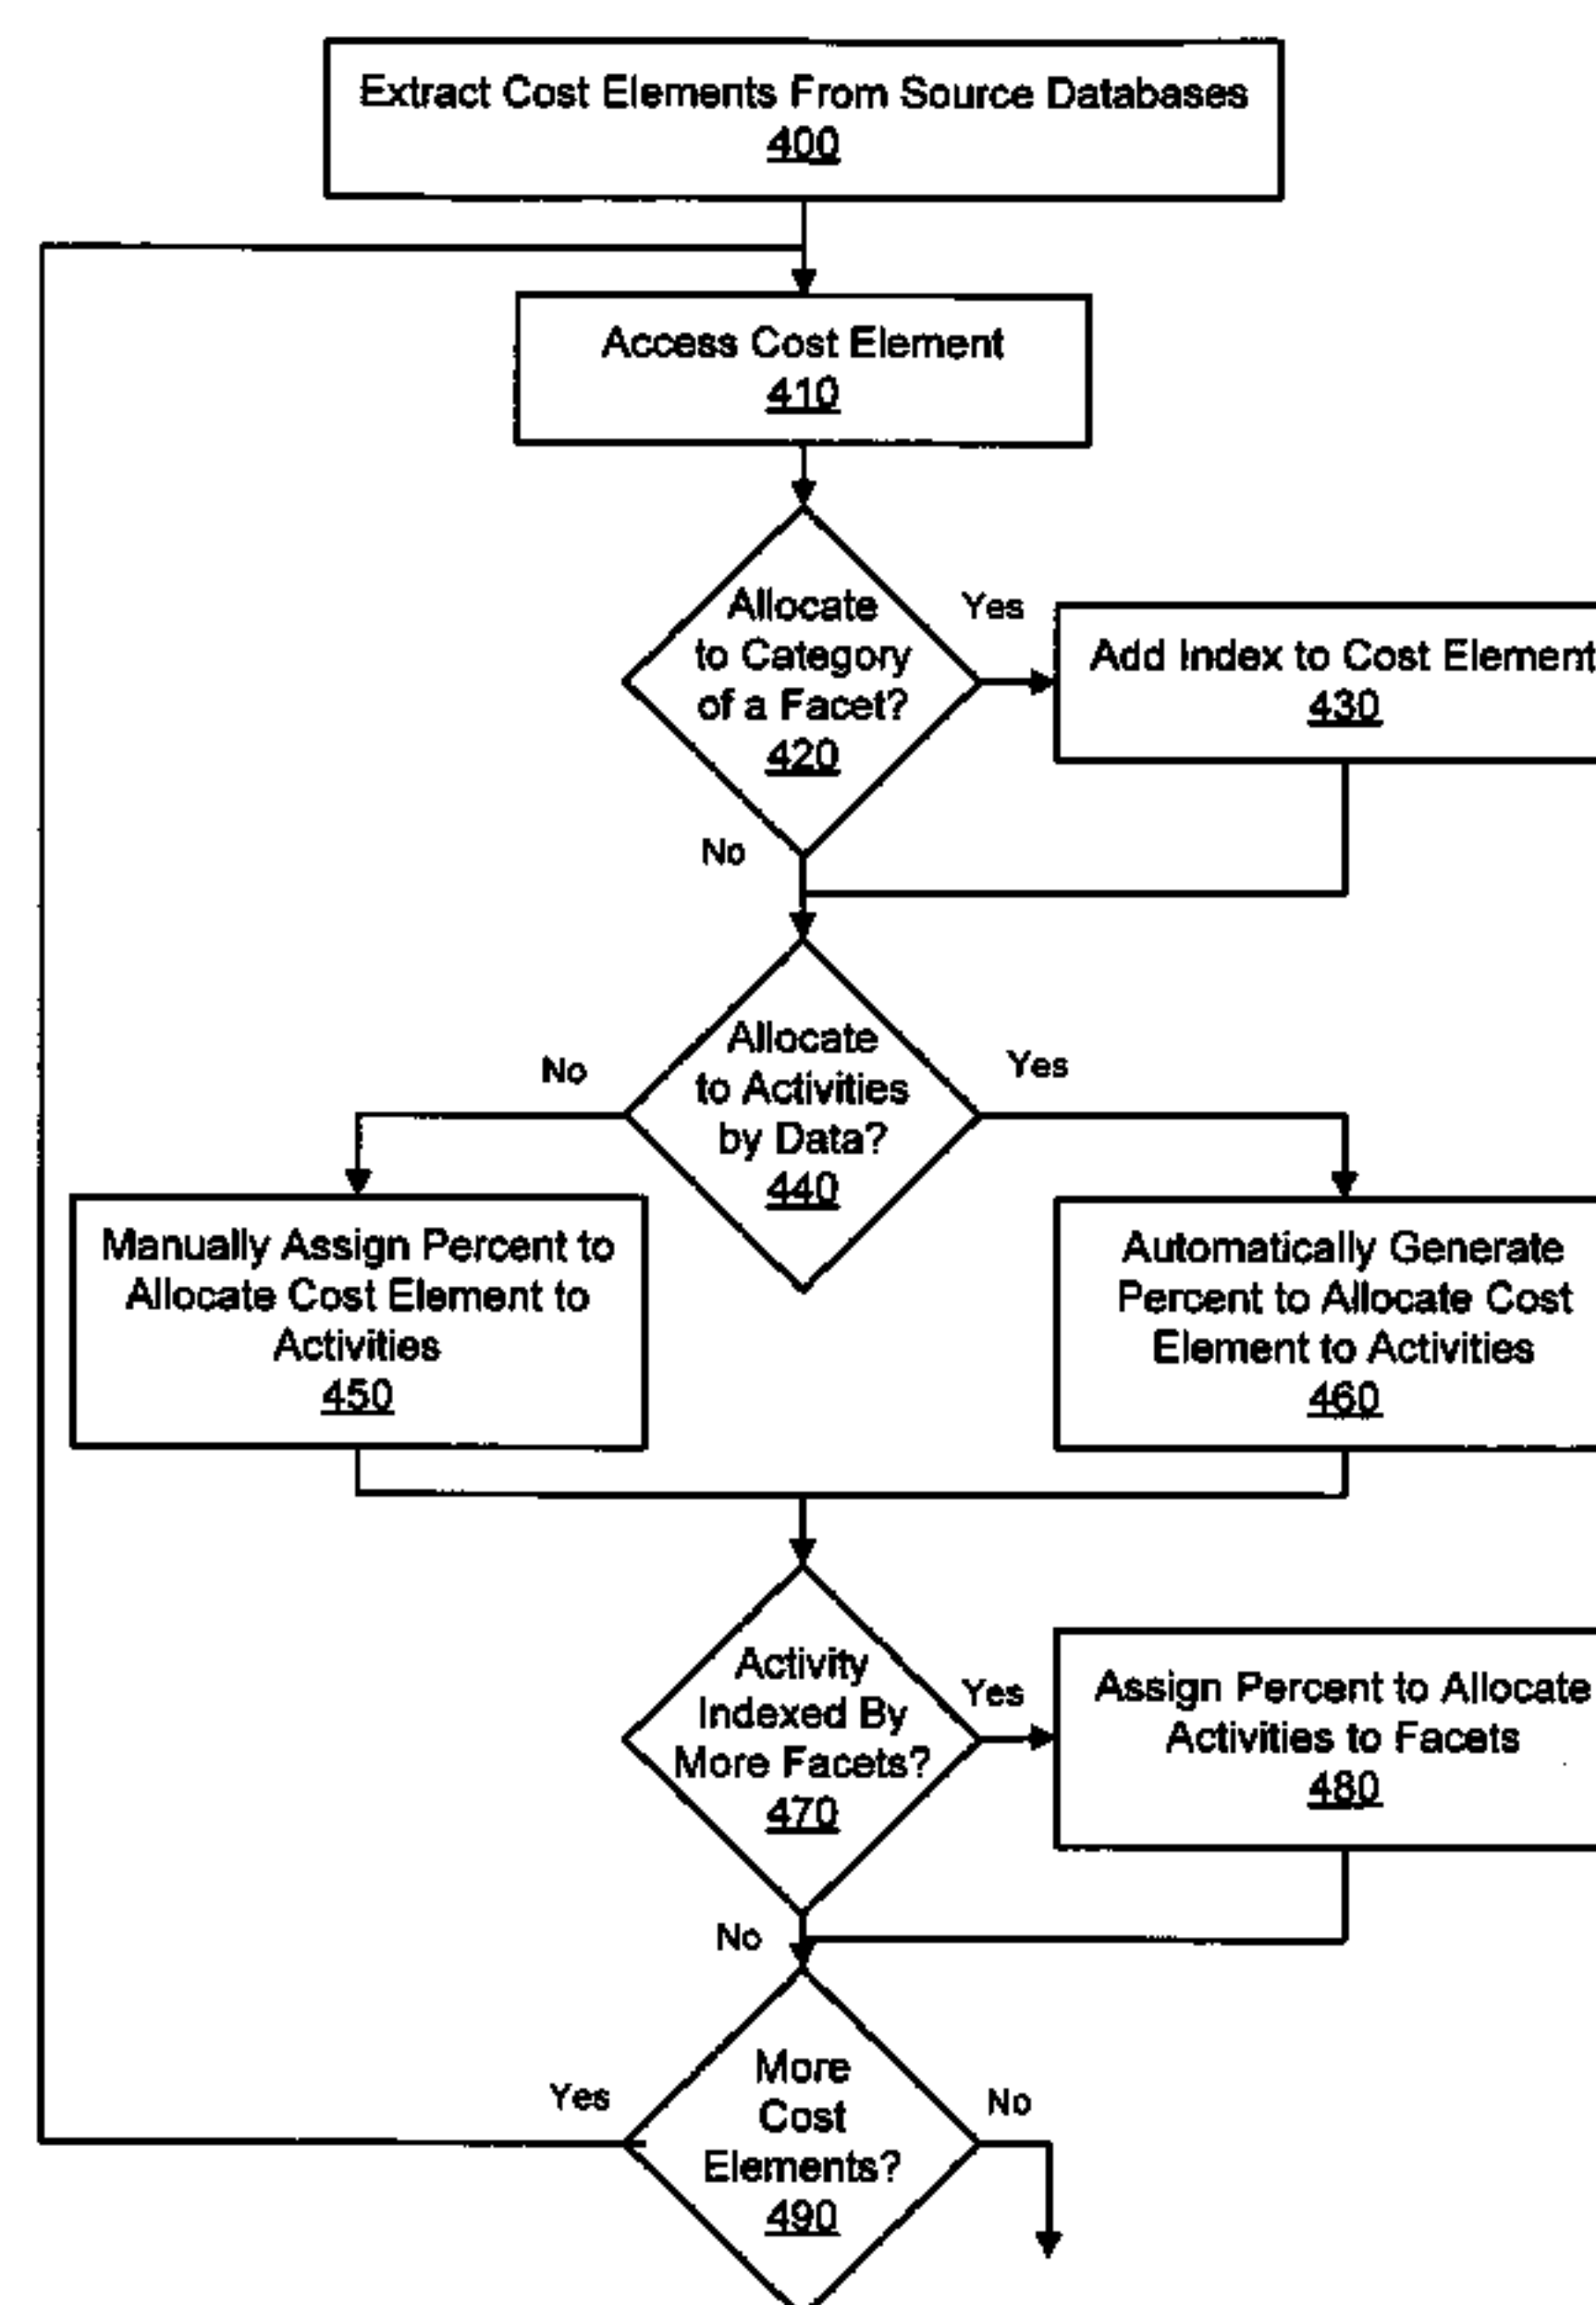 Extract Cost Elements From Source Databases
400
Access Cost Element
410
Allocate
to Category
of a Facet?
420
Yes
Add Index to Cost Element
430
No
Allocate
to Activities
by Data?
440
No
Yes
Manually Assign Percent to
Allocate Cost Element to
Activities
450
Automatically Generate
Percent to Allocate Cost
Element to Activities
460
Activity
Indexed By
More Facets?
470
Yes
Assign Percent to Allocate
Activities to Facets
480
No
More
Cost
Elements?
490
Yes
No